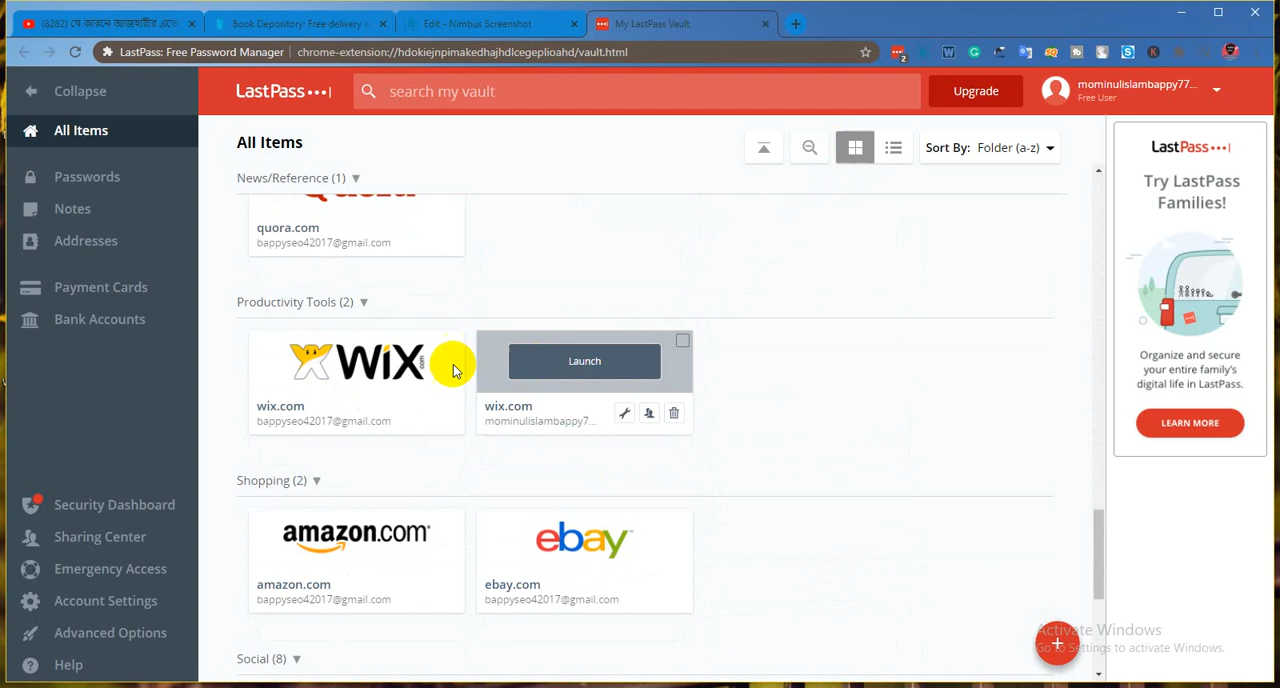 (8282) যে কারনে আজহারীর এতো
Book Depository: Free delivery w
Edit - Nimbus Screenshot
My LastPass Vault
LastPass: Free Password Manager | chrome-extension://hdokiejnpimakedhajhdlcegeplioahd/vault.html
Collapse
LastPass•••|
search my vault
Upgrade
mominulislambappy77...
Free User
All Items
Passwords
Notes
Addresses
Payment Cards
Bank Accounts
Security Dashboard
Sharing Center
Emergency Access
Account Settings
Advanced Options
Help
All Items
Sort By: Folder (a-z)
News/Reference (1)
quora.com
bappyseo42017@gmail.com
Productivity Tools (2)
WiX.com
wix.com
bappyseo42017@gmail.com
Launch
wix.com
mominulislambappy7...
Shopping (2)
amazon.com
amazon.com
bappyseo42017@gmail.com
ebay
ebay.com
bappyseo42017@gmail.com
Social (8)
LastPass•••|
Try LastPass
Families!
Organize and secure
your entire family's
digital life in LastPass.
LEARN MORE
Activate Windows
Go to Settings to activate Windows.